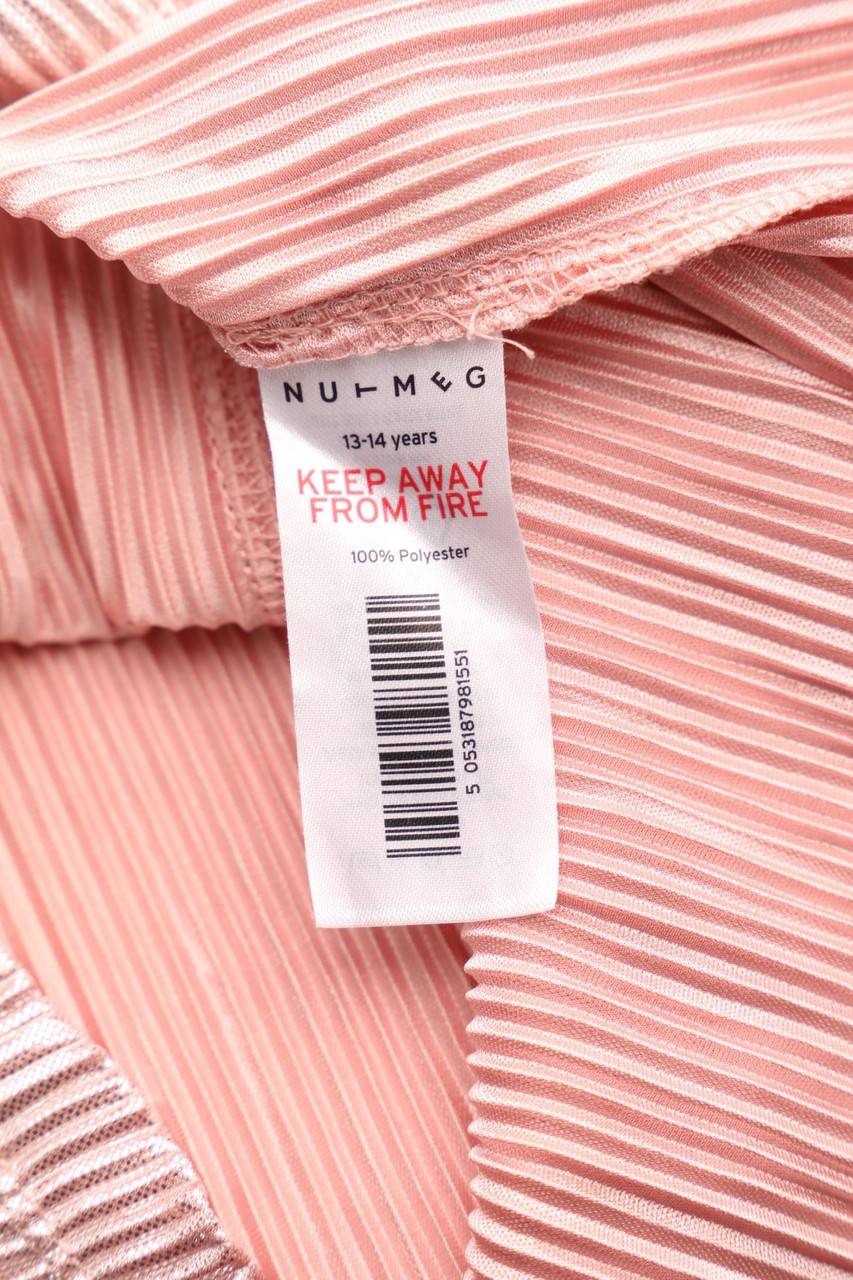 NUTMEG
13-14 years
KEEP AWAY
FROM FIRE
100% Polyester
5 053187981551